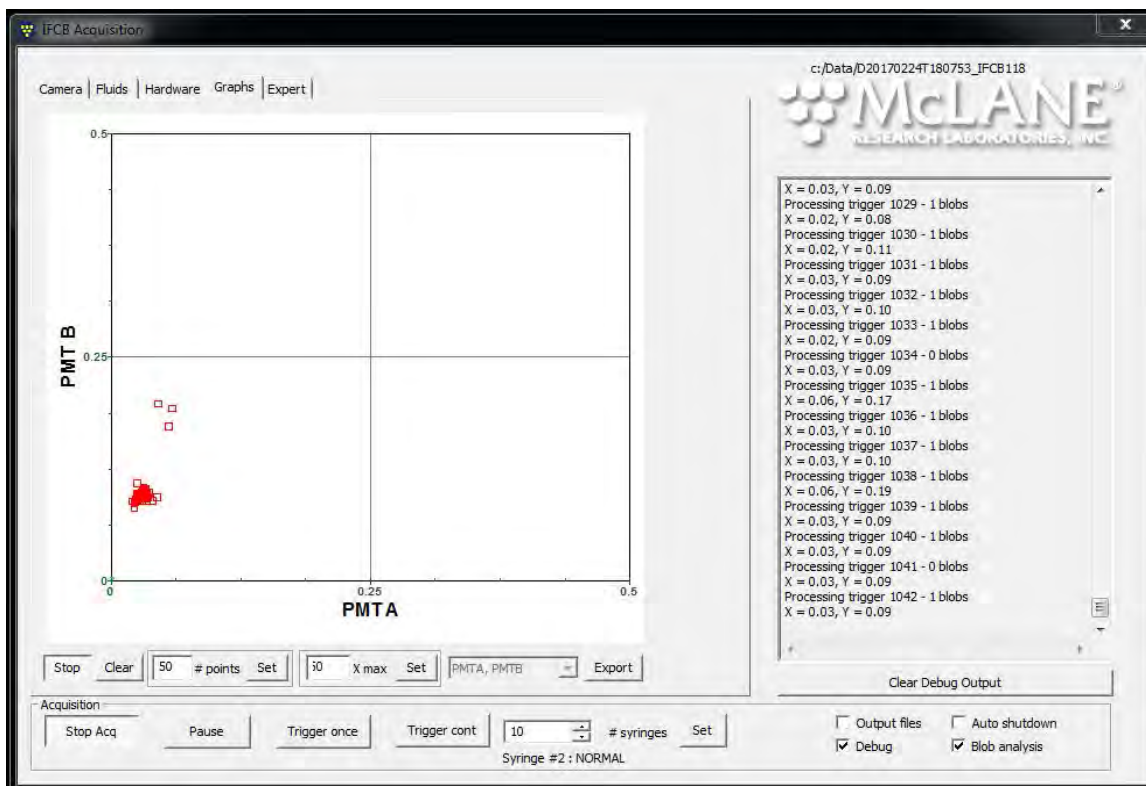 IFCB Acquisition
X
Camera
Fluids
Hardware
Graphs
Expert
0.5
0.25
0
PMT B
0
0.25
0.5
PMT A
Stop
Clear
50
# points
Set
X max
Set
PMTA, PMTB
Export
c:/Data/D20170224T180753_IFCB118
McLANE®
RESEARCH LABORATORIES, INC.
X = 0.03, Y = 0.09
Processing trigger 1029 - 1 blobs
X = 0.02, Y = 0.08
Processing trigger 1030 - 1 blobs
X = 0.02, Y = 0.11
Processing trigger 1031 - 1 blobs
X = 0.03, Y = 0.09
Processing trigger 1032 - 1 blobs
X = 0.03, Y = 0.10
Processing trigger 1033 - 1 blobs
X = 0.02, Y = 0.09
Processing trigger 1034 - 0 blobs
X = 0.03, Y = 0.09
Processing trigger 1035 - 1 blobs
X = 0.06, Y = 0.17
Processing trigger 1036 - 1 blobs
X = 0.03, Y = 0.10
Processing trigger 1037 - 1 blobs
X = 0.03, Y = 0.10
Processing trigger 1038 - 1 blobs
X = 0.06, Y = 0.19
Processing trigger 1039 - 1 blobs
X = 0.03, Y = 0.09
Processing trigger 1040 - 1 blobs
X = 0.03, Y = 0.09
Processing trigger 1041 - 0 blobs
X = 0.03, Y = 0.09
Processing trigger 1042 - 1 blobs
X = 0.03, Y = 0.09
Clear Debug Output
Acquisition
Stop Acq
Pause
Trigger once
Trigger cont
10
# syringes
Set
Syringe #2 : NORMAL
Output files
Auto shutdown
Debug
Blob analysis